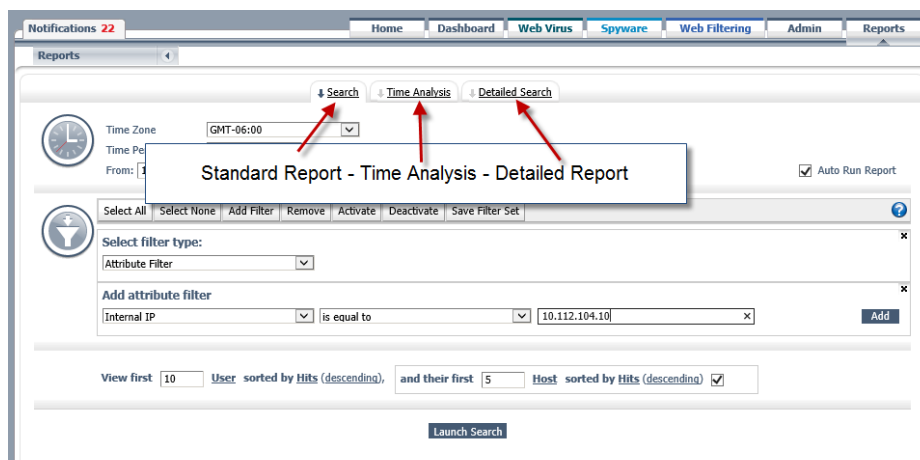 Notifications 22
Home Dashboard Web Virus Spyware Web Filtering Admin Reports
Reports
Search Time Analysis Detailed Search
Time Zone GMT-06:00
Time Pe
From: 1
Standard Report - Time Analysis - Detailed Report
Auto Run Report
Select All Select None Add Filter Remove Activate Deactivate Save Filter Set
Select filter type:
Attribute Filter
Add attribute filter
Internal IP is equal to 10.112.104.10 Add
View first 10 User sorted by Hits (descending), and their first 5 Host sorted by Hits (descending)
Launch Search